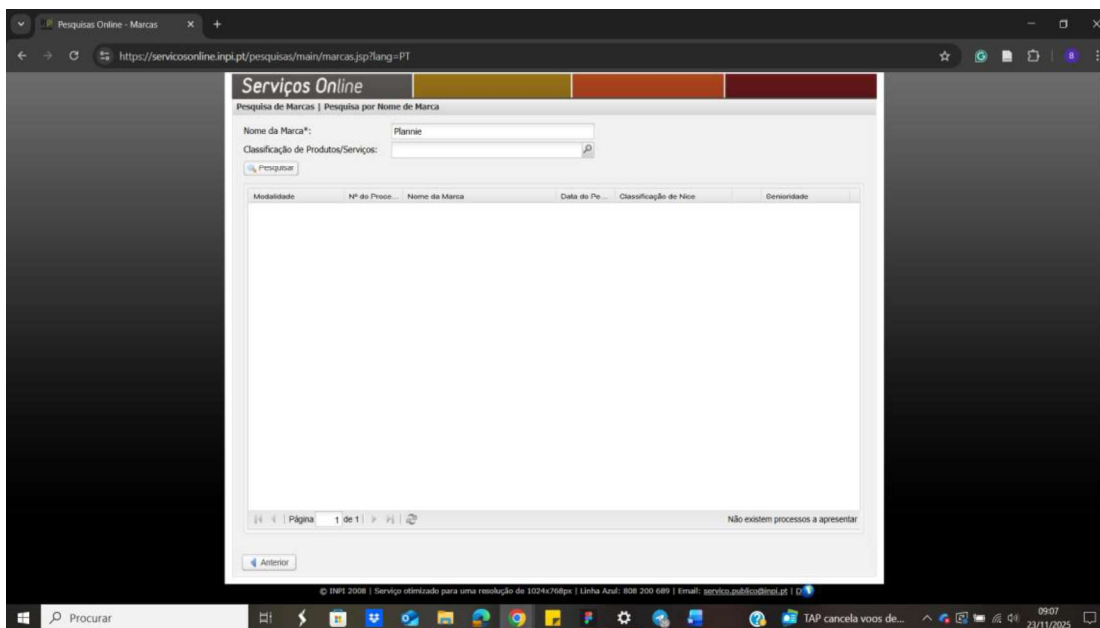 Pesquisas Online - Marcas
https://servicosonline.inpi.pt/pesquisas/main/marcas.jsp?lang=PT
8
Serviços Online
Pesquisa de Marcas | Pesquisa por Nome de Marca
Nome da Marca*: Plannie
Classificação de Produtos/Serviços:
Pesquisar
Modalidade Nº do Proce... Nome da Marca Data do Pe... Classificação de Nice Senioridade
Página 1 de 1 Não existem processos a apresentar
Anterior
© INPI 2008 | Serviço otimizado para uma resolução de 1024x768px | Linha Azul: 808 200 689 | Email: servico.publico@inpi.pt |
Procurar TAP cancela voos de... 09:07
23/11/2025